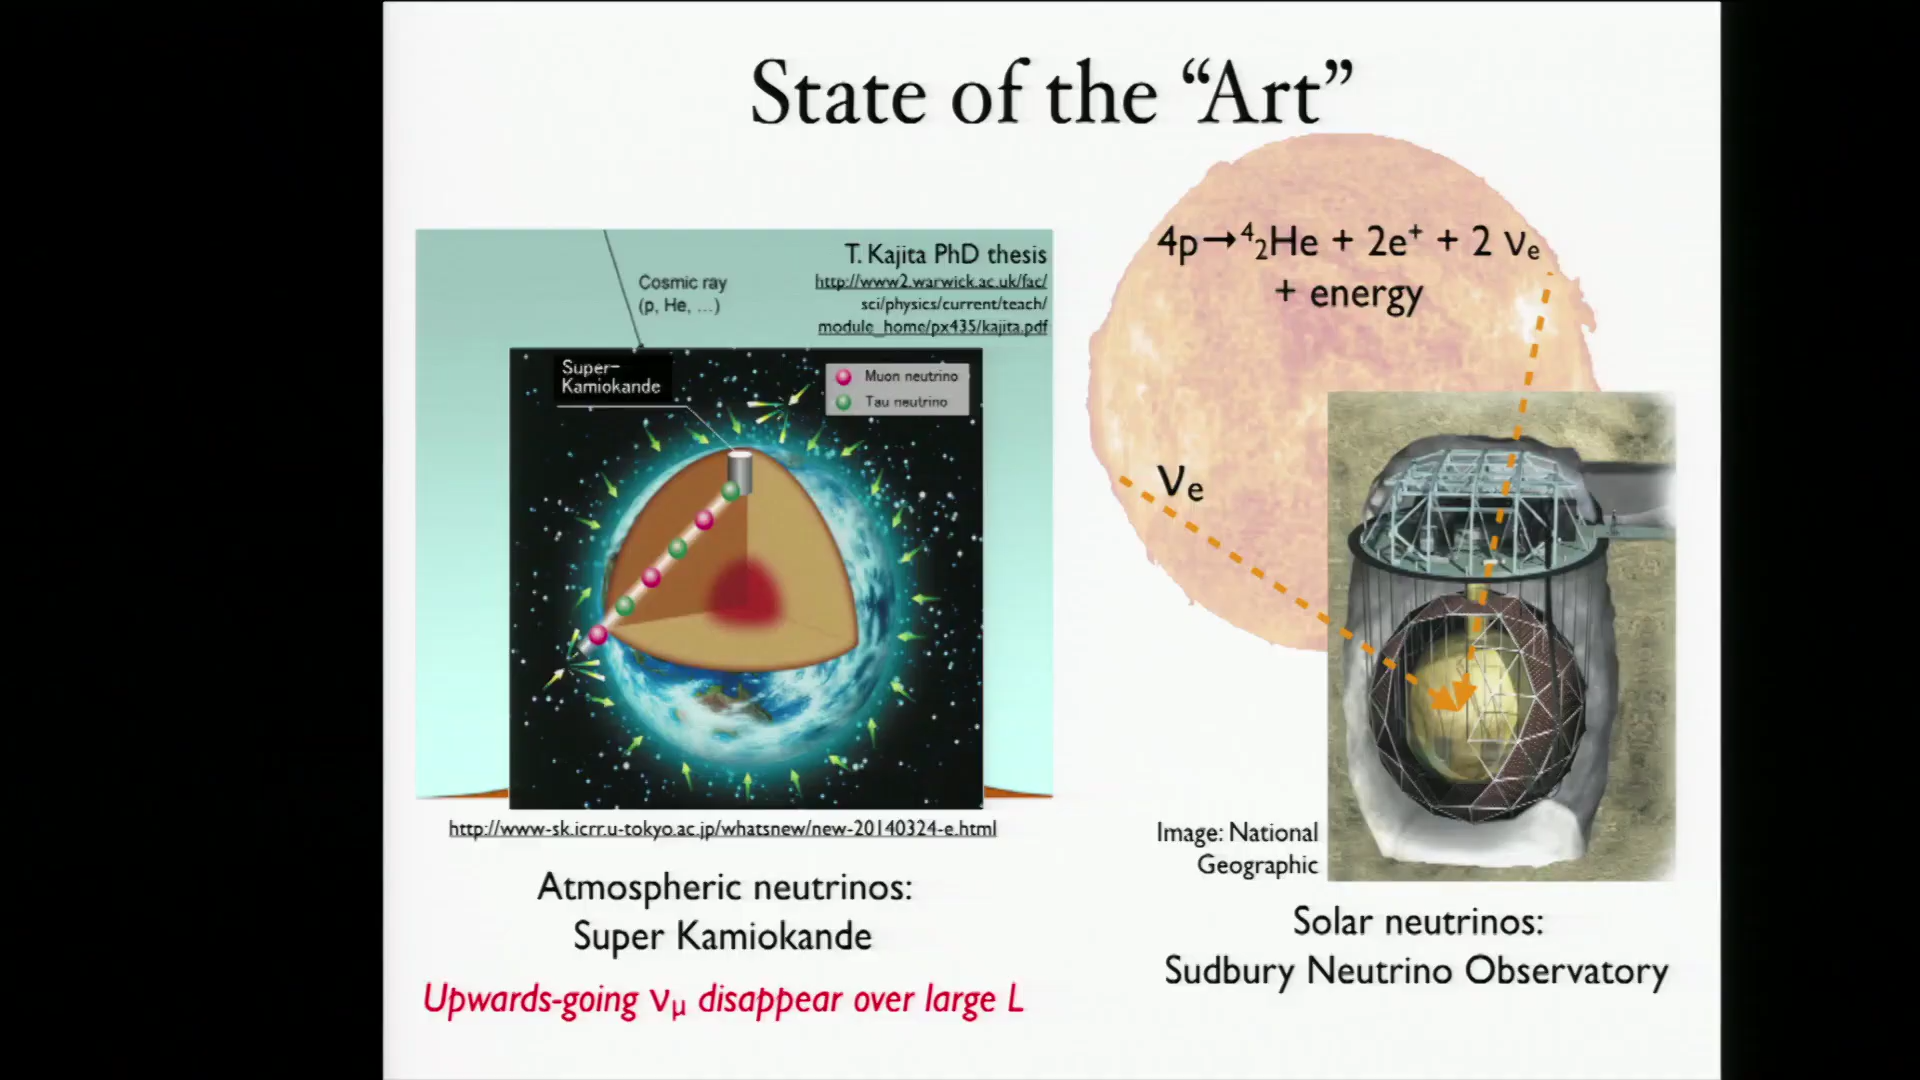 State of the “Art”
T. Kajita PhD thesis
http://www2.warwick.ac.uk/fac/
sci/physics/current/teach/
module_home/px435/kajita.pdf
Cosmic ray
(p, He, ...)
Super-
Kamiokande
Muon neutrino
Tau neutrino
http://www-sk.icrr.u-tokyo.ac.jp/whatsnew/new-20140324-e.html
Atmospheric neutrinos:
Super Kamiokande
Upwards-going νμ disappear over large L
4p→⁴₂He + 2e⁺ + 2 νe
+ energy
νe
Image: National
Geographic
Solar neutrinos:
Sudbury Neutrino Observatory